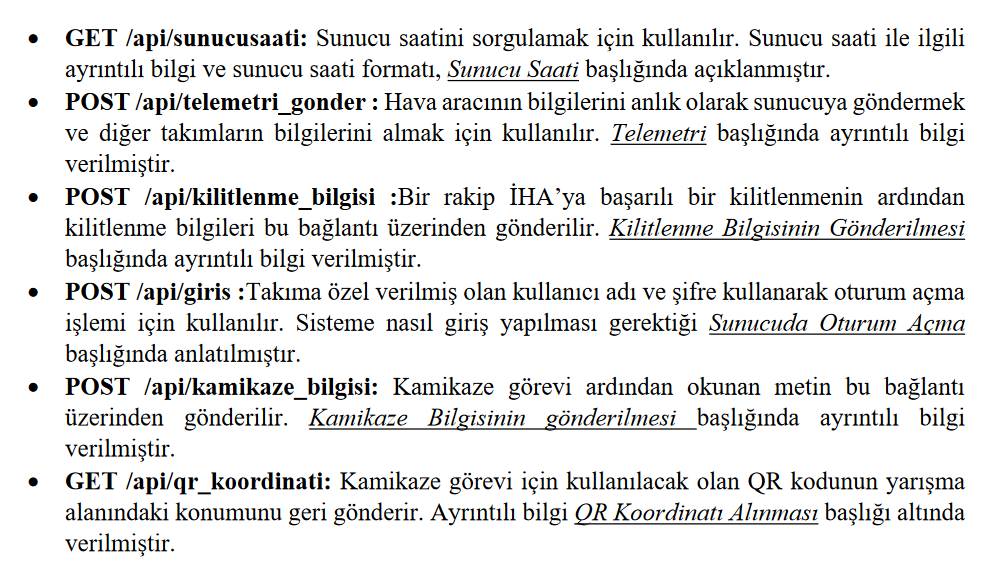 • GET /api/sunucusaati: Sunucu saatini sorgulamak için kullanılır. Sunucu saati ile ilgili
ayrıntılı bilgi ve sunucu saati formatı, Sunucu Saati başlığında açıklanmıştır.
• POST /api/telemetri_gonder : Hava aracının bilgilerini anlık olarak sunucuya göndermek
ve diğer takımların bilgilerini almak için kullanılır. Telemetri başlığında ayrıntılı bilgi
verilmiştir.
• POST /api/kilitlenme_bilgisi :Bir rakip İHA’ya başarılı bir kilitlenmenin ardından
kilitlenme bilgileri bu bağlantı üzerinden gönderilir. Kilitlenme Bilgisinin Gönderilmesi
başlığında ayrıntılı bilgi verilmiştir.
• POST /api/giris :Takıma özel verilmiş olan kullanıcı adı ve şifre kullanarak oturum açma
işlemi için kullanılır. Sisteme nasıl giriş yapılması gerektiği Sunucuda Oturum Açma
başlığında anlatılmıştır.
• POST /api/kamikaze_bilgisi: Kamikaze görevi ardından okunan metin bu bağlantı
üzerinden gönderilir. Kamikaze Bilgisinin gönderilmesi başlığında ayrıntılı bilgi
verilmiştir.
• GET /api/qr_koordinati: Kamikaze görevi için kullanılacak olan QR kodunun yarışma
alanındaki konumunu geri gönderir. Ayrıntılı bilgi QR Koordinatı Alınması başlığı altında
verilmiştir.